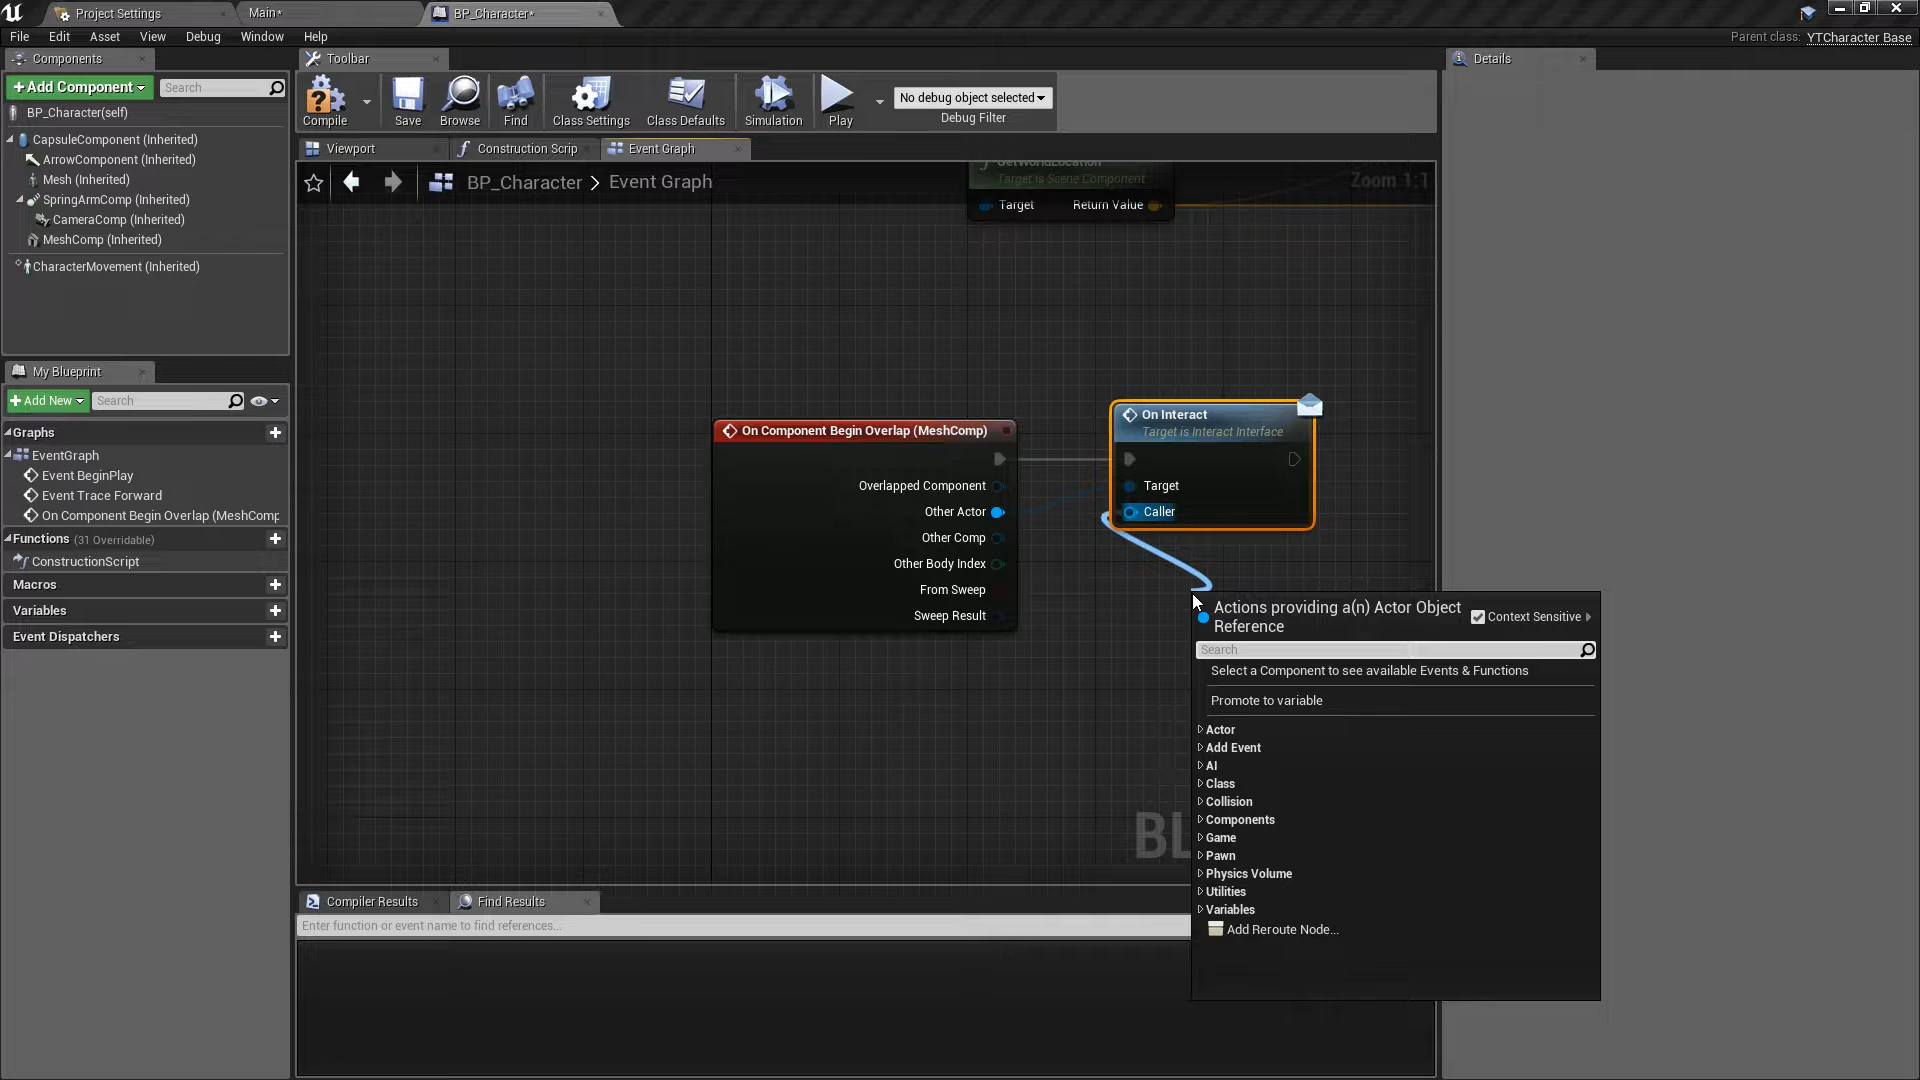 Project Settings
Main*
BP_Character*
File Edit Asset View Debug Window Help
Parent class: YTCharacter Base
Components
Toolbar
Details
+Add Component
Search
BP_Character(self)
CapsuleComponent (Inherited)
ArrowComponent (Inherited)
Mesh (Inherited)
SpringArmComp (Inherited)
CameraComp (Inherited)
MeshComp (Inherited)
CharacterMovement (Inherited)
Compile
Save
Browse
Find
Class Settings
Class Defaults
Simulation
Play
No debug object selected
Debug Filter
Viewport
Construction Scrip
Event Graph
BP_Character > Event Graph
Zoom 1:1
GetWorldLocation
Target is Scene Component
Target
Return Value
My Blueprint
+Add New
Search
Graphs
EventGraph
Event BeginPlay
Event Trace Forward
On Component Begin Overlap (MeshComp
Functions (31 Overridable)
ConstructionScript
Macros
Variables
Event Dispatchers
On Component Begin Overlap (MeshComp)
Overlapped Component
Other Actor
Other Comp
Other Body Index
From Sweep
Sweep Result
On Interact
Target is Interact Interface
Target
Caller
Actions providing a(n) Actor Object
Reference
Context Sensitive
Search
Select a Component to see available Events & Functions
Promote to variable
Actor
Add Event
AI
Class
Collision
Components
Game
Pawn
Physics Volume
Utilities
Variables
Add Reroute Node...
BL
Compiler Results
Find Results
Enter function or event name to find references...